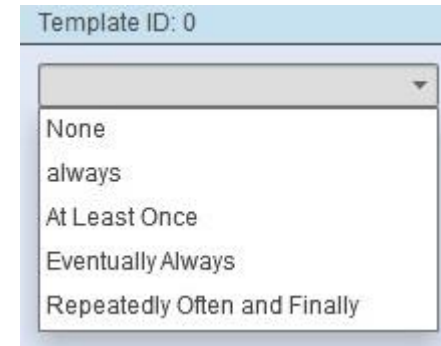 Template ID: 0
None
always
At Least Once
Eventually Always
Repeatedly Often and Finally